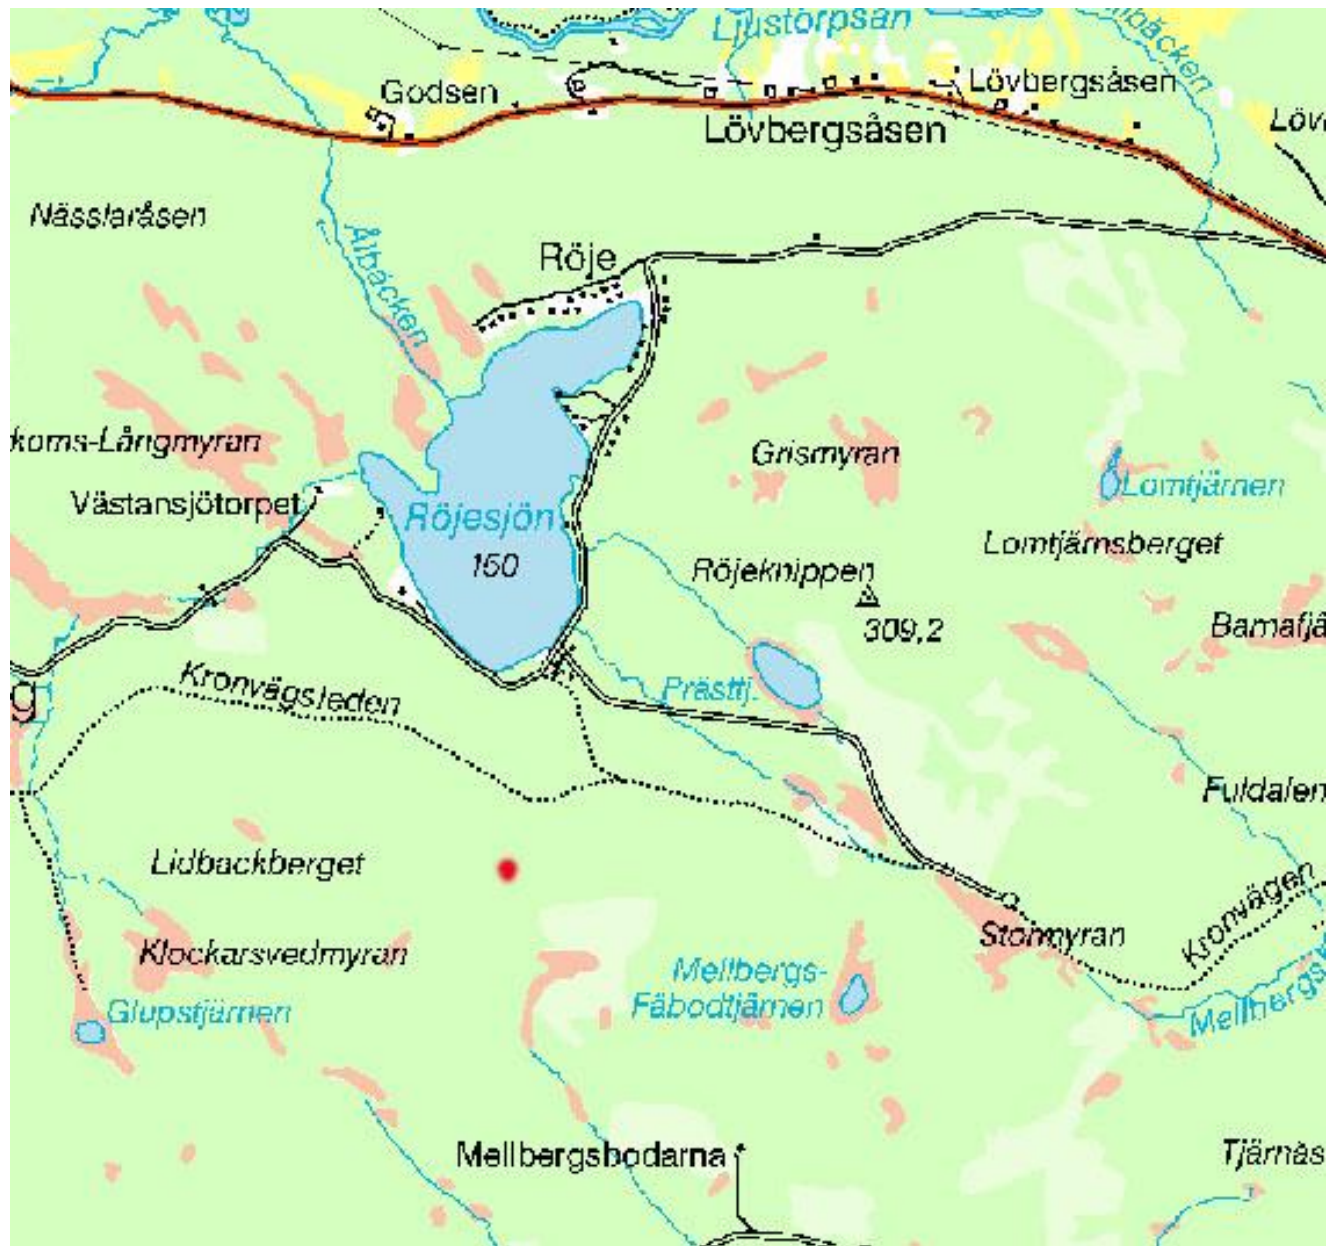 Ljustorpsån
Godsen
Lövbergsåsen
Lövbergsåsen
Nässlaråsen
Röje
Ålbäcken
Grismyran
koms-Långmyran
Lomtjärnen
Västansjötorpet
Röjesjön
150
Lomtjärnsberget
Röjeknippen
309,2
Kronvägsleden
Prästtj.
g
Fuldalen
Lidbackberget
Kronvägen
Klockarsvedmyran
Stormyran
Mellbergs-
Fäbodtjärnen
Glupstjärnen
Mellbergs
Mellbergsbodarna
Tjärnås